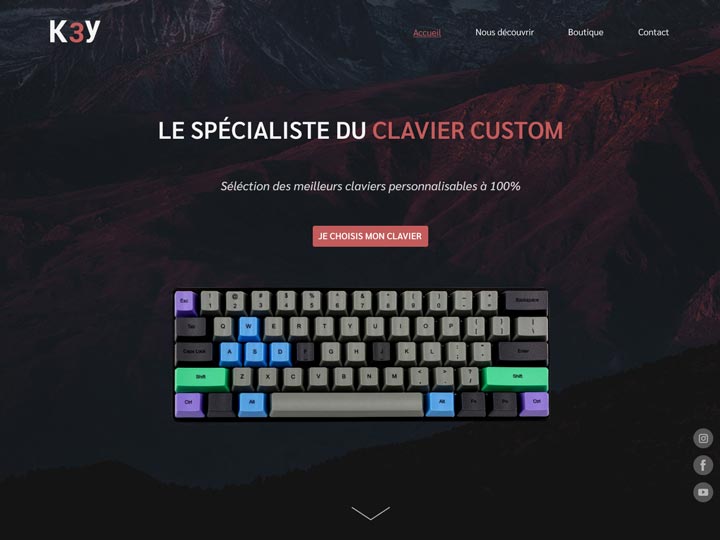 K3Y
Accueil Nous découvrir Boutique Contact
LE SPÉCIALISTE DU CLAVIER CUSTOM
Séléction des meilleurs claviers personnalisables à 100%
JE CHOISIS MON CLAVIER
Esc ! 1 @ 2 # 3 $ 4 % 5 6 & 7 * 8 ( 9 ) 0 Backspace
Tab Q W E R T Y U I O P [ ] \
Caps Lock A S D F G H J K L Enter
Shift Z X C V B N M < , > . ? / Shift
Ctrl Alt Alt Fn Ctrl